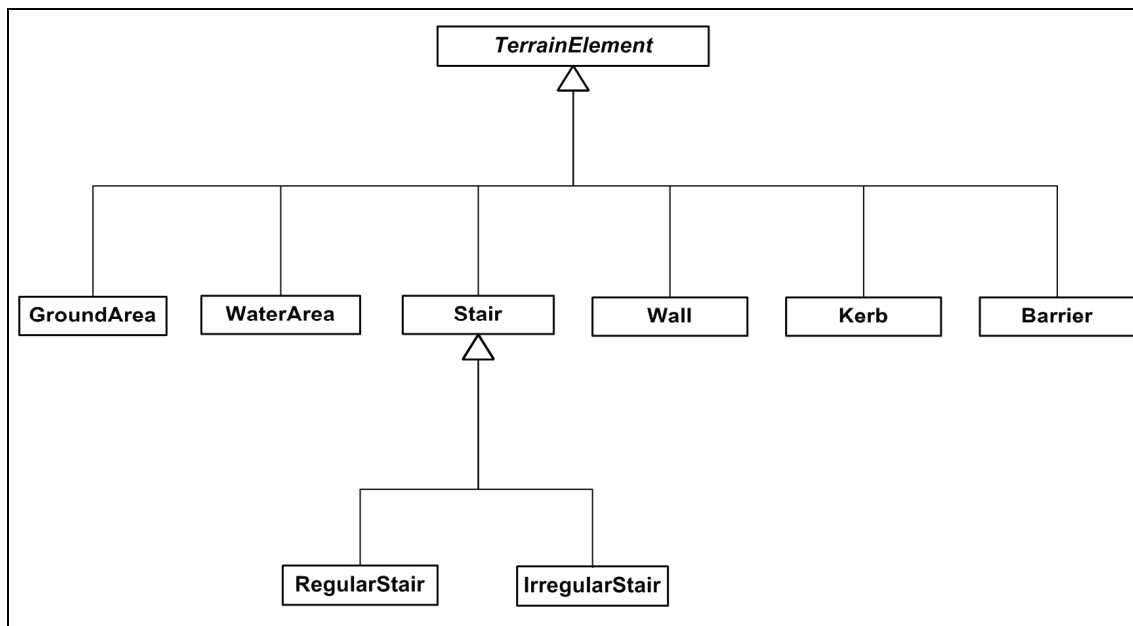 TerrainElement
GroundArea
WaterArea
Stair
Wall
Kerb
Barrier
RegularStair
IrregularStair